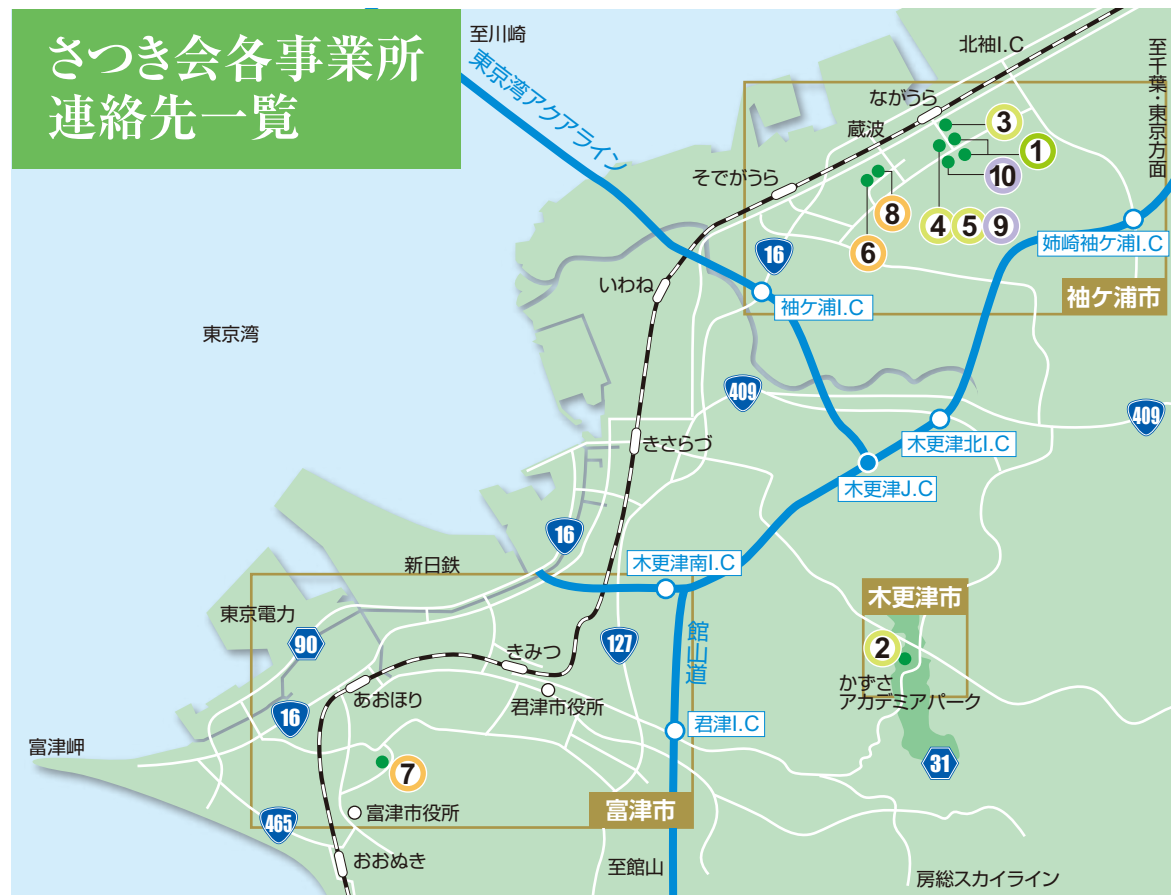 さつき会各事業所
連絡先一覧
至川崎
東京湾アクアライン
北袖I.C
至千葉・東京方面
ながうら
蔵波
そでがうら
3
1
10
8
4
5
9
6
姉崎袖ケ浦I.C
16
袖ケ浦市
いわね
袖ケ浦I.C
東京湾
409
409
きさらづ
木更津北I.C
木更津J.C
16
新日鉄
木更津南I.C
木更津市
東京電力
90
127
館山道
2
きみつ
かずさ
アカデミアパーク
あおほり
君津市役所
16
君津I.C
富津岬
7
31
465
富津市役所
富津市
おおぬき
至館山
房総スカイライン